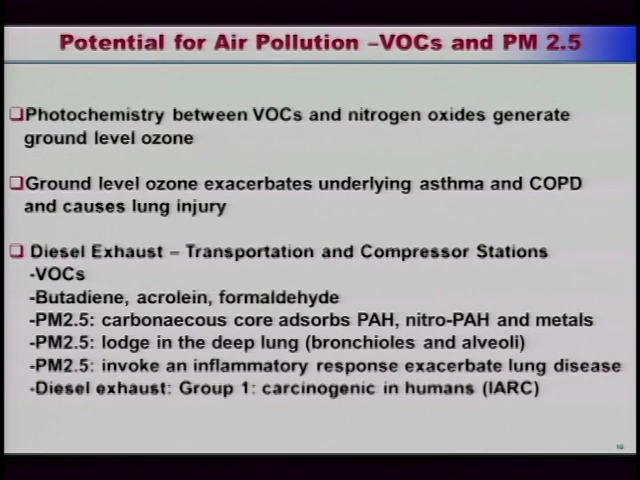 Potential for Air Pollution –VOCs and PM 2.5
❑Photochemistry between VOCs and nitrogen oxides generate
ground level ozone
❑Ground level ozone exacerbates underlying asthma and COPD
and causes lung injury
❑ Diesel Exhaust – Transportation and Compressor Stations
-VOCs
-Butadiene, acrolein, formaldehyde
-PM2.5: carbonaecous core adsorbs PAH, nitro-PAH and metals
-PM2.5: lodge in the deep lung (bronchioles and alveoli)
-PM2.5: invoke an inflammatory response exacerbate lung disease
-Diesel exhaust: Group 1: carcinogenic in humans (IARC)